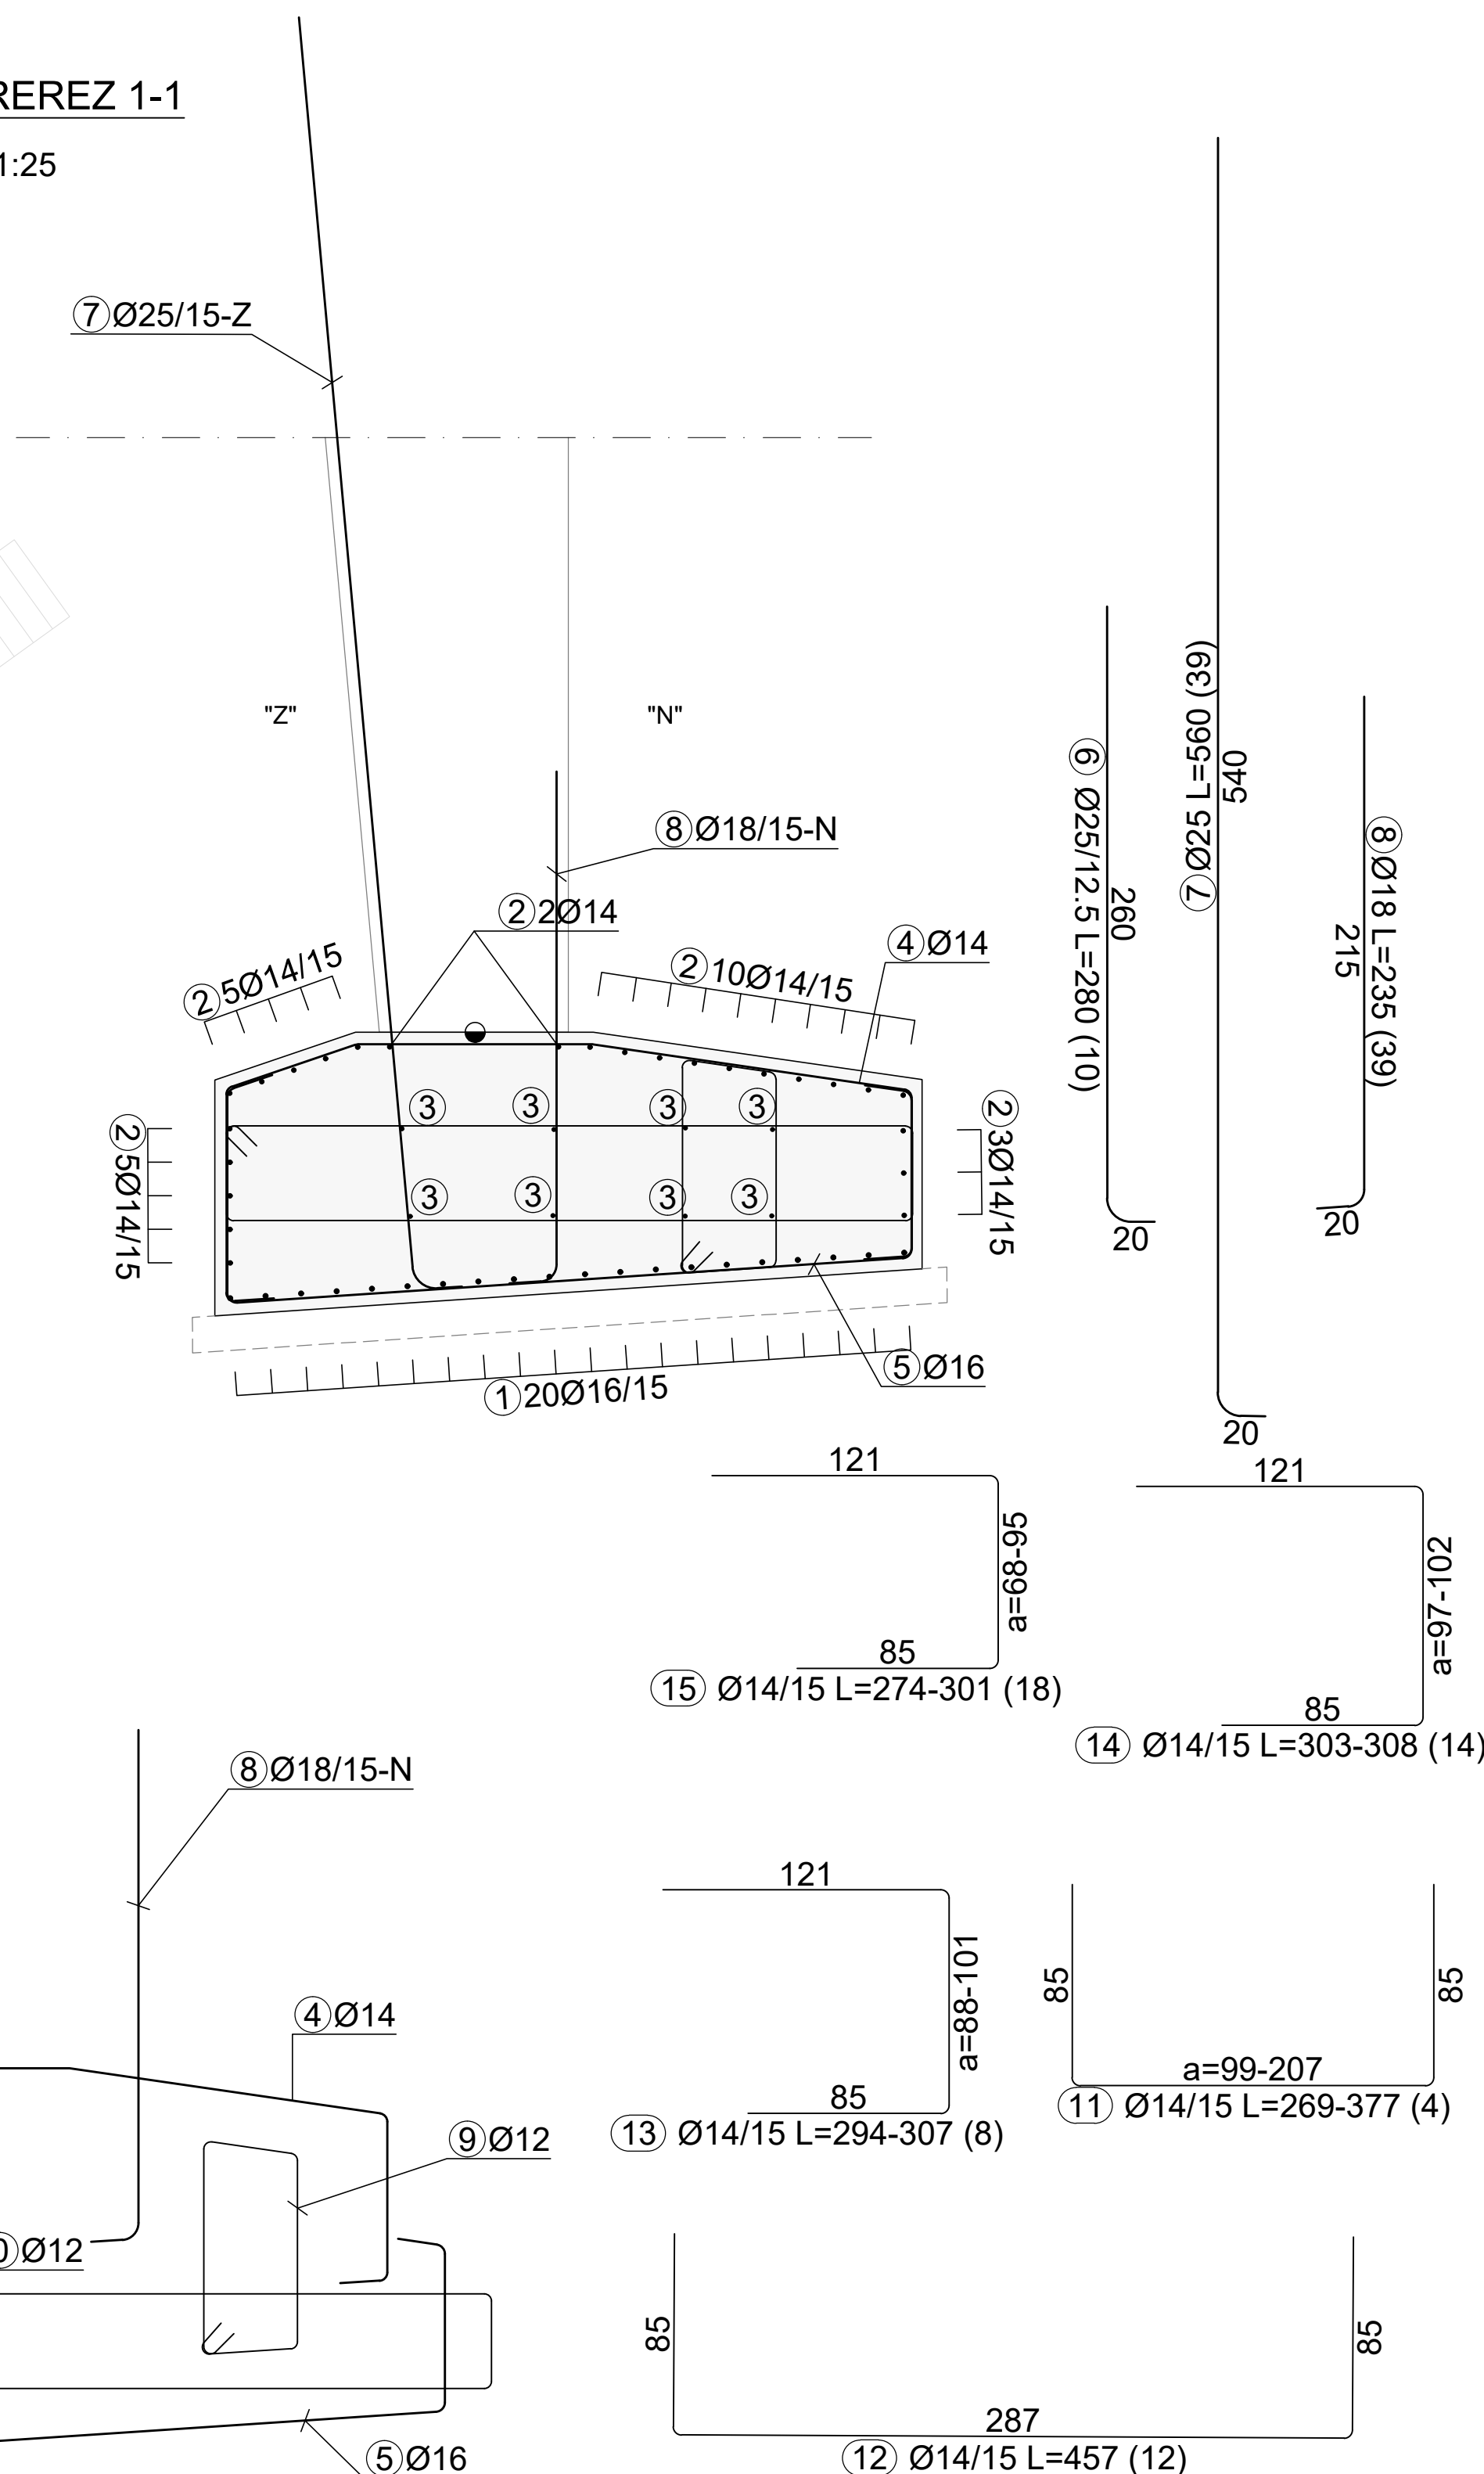 REREZ 1-1
1:25
7 Ø25/15-Z
"Z"
"N"
8 Ø18/15-N
2 2Ø14
4 Ø14
2 5Ø14/15
2 10Ø14/15
2 5Ø14/15
2 3Ø14/15
3
3
3
3
3
3
3
3
1 20Ø16/15
5 Ø16
6 Ø25/12.5 L=280 (10)
260
20
7 Ø25 L=560 (39)
540
20
8 Ø18 L=235 (39)
215
20
121
a=68-95
85
15 Ø14/15 L=274-301 (18)
121
a=97-102
85
14 Ø14/15 L=303-308 (14)
8 Ø18/15-N
4 Ø14
9 Ø12
0 Ø12
5 Ø16
121
a=88-101
85
13 Ø14/15 L=294-307 (8)
85
85
a=99-207
11 Ø14/15 L=269-377 (4)
85
85
287
12 Ø14/15 L=457 (12)